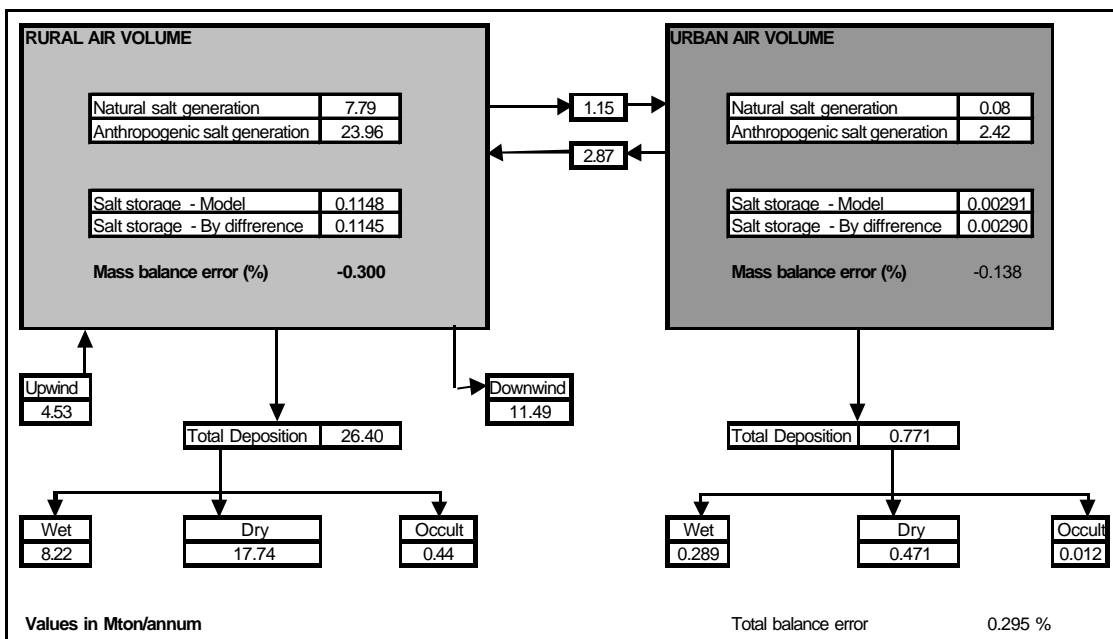 RURAL AIR VOLUME
Natural salt generation 7.79
Anthropogenic salt generation 23.96
Salt storage - Model 0.1148
Salt storage - By diffrerence 0.1145
Mass balance error (%) -0.300
1.15
2.87
URBAN AIR VOLUME
Natural salt generation 0.08
Anthropogenic salt generation 2.42
Salt storage - Model 0.00291
Salt storage - By diffrerence 0.00290
Mass balance error (%) -0.138
Upwind
4.53
Downwind
11.49
Total Deposition 26.40
Total Deposition 0.771
Wet
8.22
Dry
17.74
Occult
0.44
Wet
0.289
Dry
0.471
Occult
0.012
Values in Mton/annum
Total balance error 0.295 %